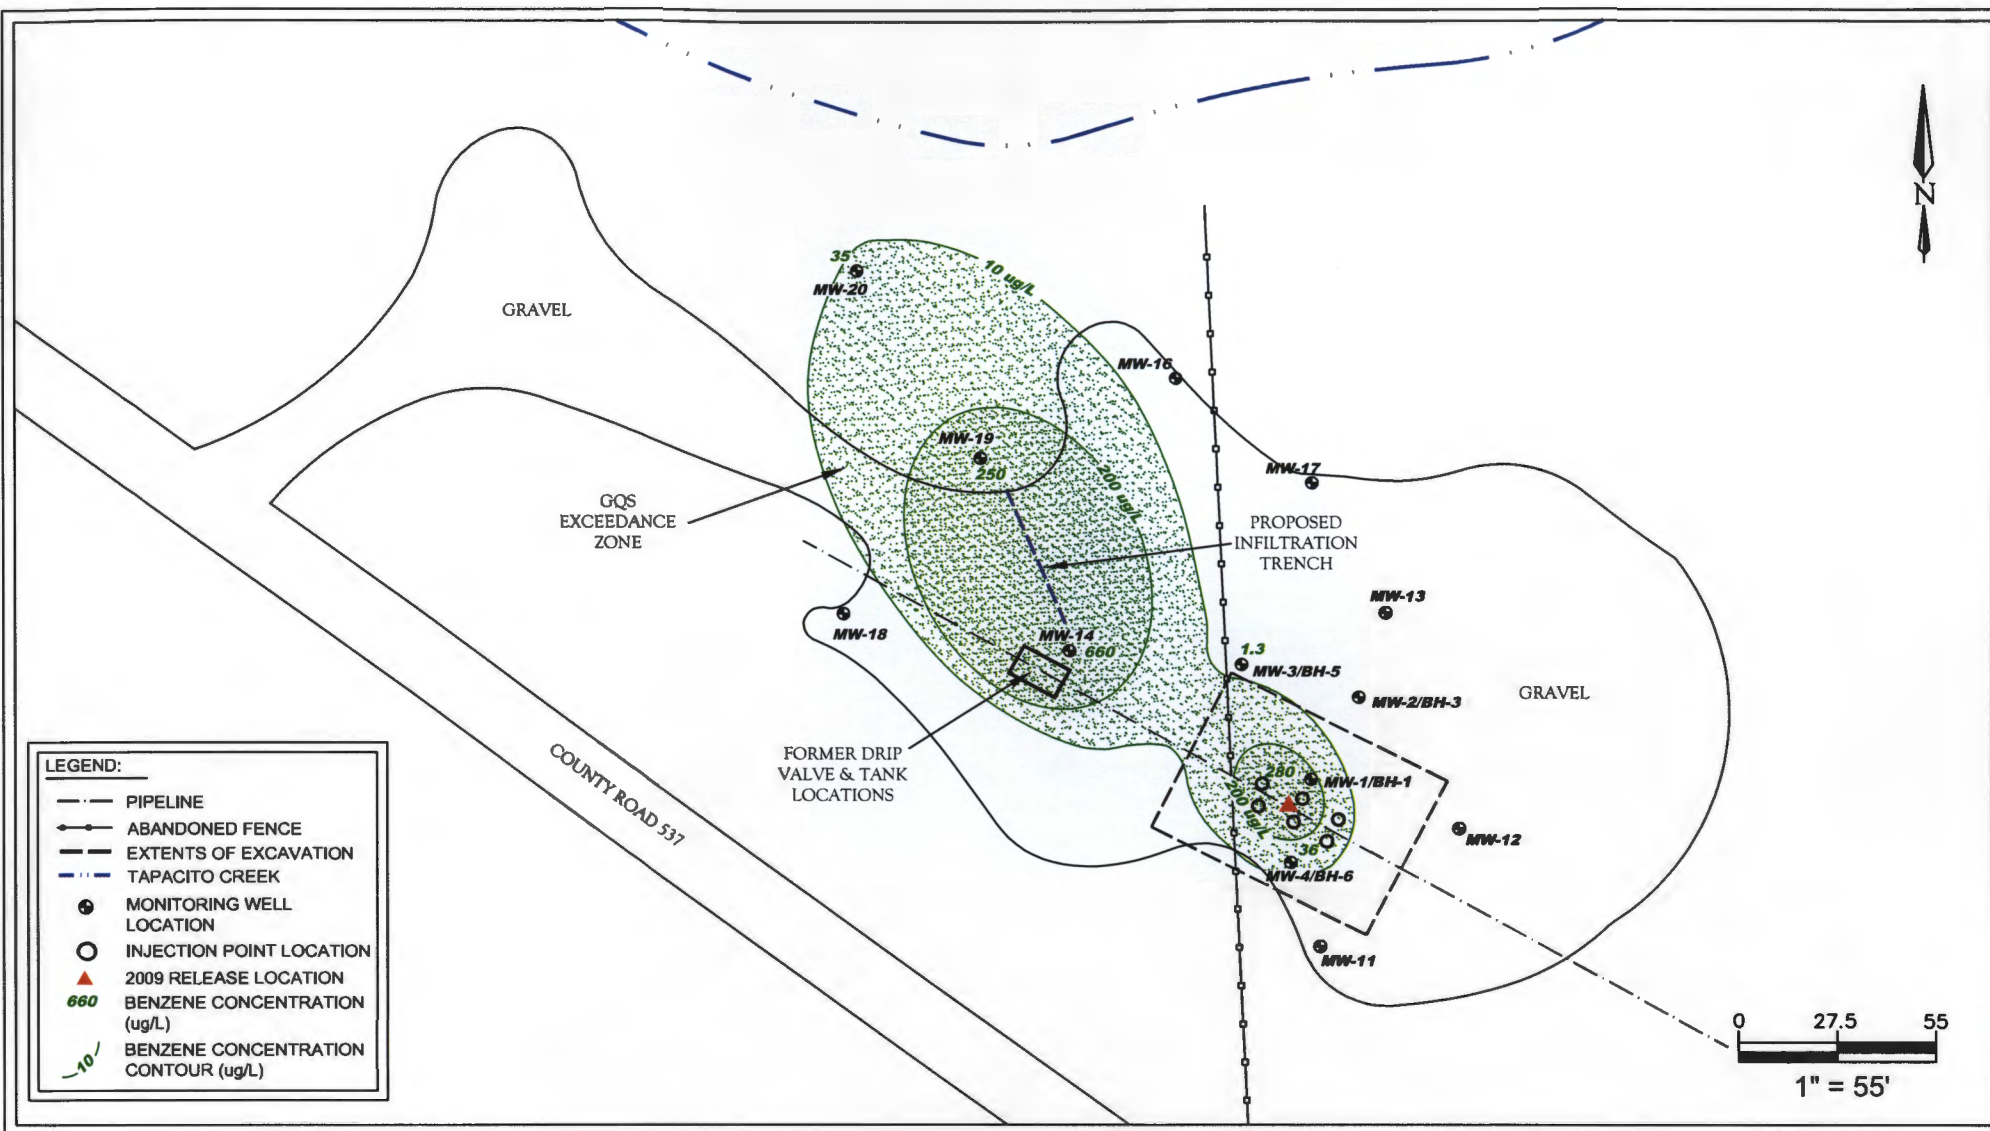 N
35
MW-20
10 ug/L
GRAVEL
MW-16
MW-19
250
200 ug/L
MW-17
GQS
EXCEEDANCE
ZONE
PROPOSED
INFILTRATION
TRENCH
MW-13
MW-18
MW-14
660
1.3
MW-3/BH-5
MW-2/BH-3
GRAVEL
FORMER DRIP
VALVE & TANK
LOCATIONS
COUNTY ROAD 537
280
MW-1/BH-1
200 ug/L
MW-12
36
MW-4/BH-6
MW-11
LEGEND:
PIPELINE
ABANDONED FENCE
EXTENTS OF EXCAVATION
TAPACITO CREEK
MONITORING WELL
LOCATION
INJECTION POINT LOCATION
2009 RELEASE LOCATION
660 BENZENE CONCENTRATION
(ug/L)
10 BENZENE CONCENTRATION
CONTOUR (ug/L)
0 27.5 55
1" = 55'